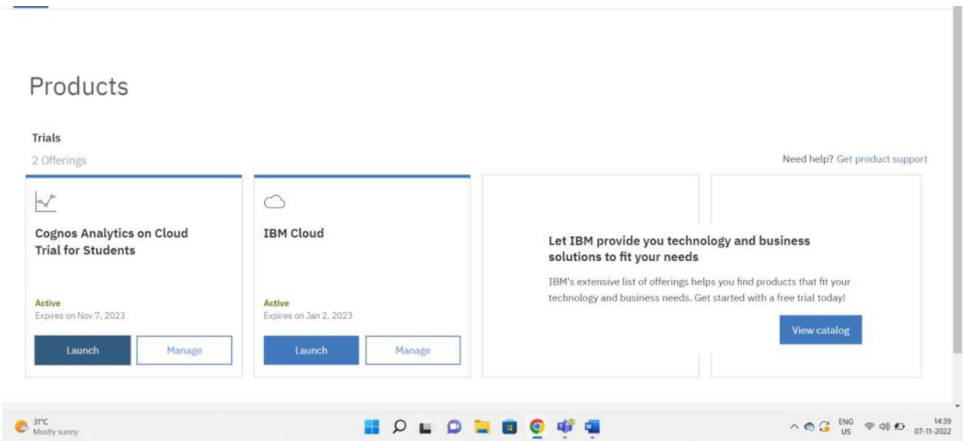 Products
Trials
2 Offerings
Need help? Get product support
Cognos Analytics on Cloud
Trial for Students
Active
Expires on Nov 7, 2023
Launch
Manage
IBM Cloud
Active
Expires on Jan 2, 2023
Launch
Manage
Let IBM provide you technology and business
solutions to fit your needs
IBM's extensive list of offerings helps you find products that fit your
technology and business needs. Get started with a free trial today!
View catalog
31°C
Mostly sunny
ENG
US
14:39
07-11-2022